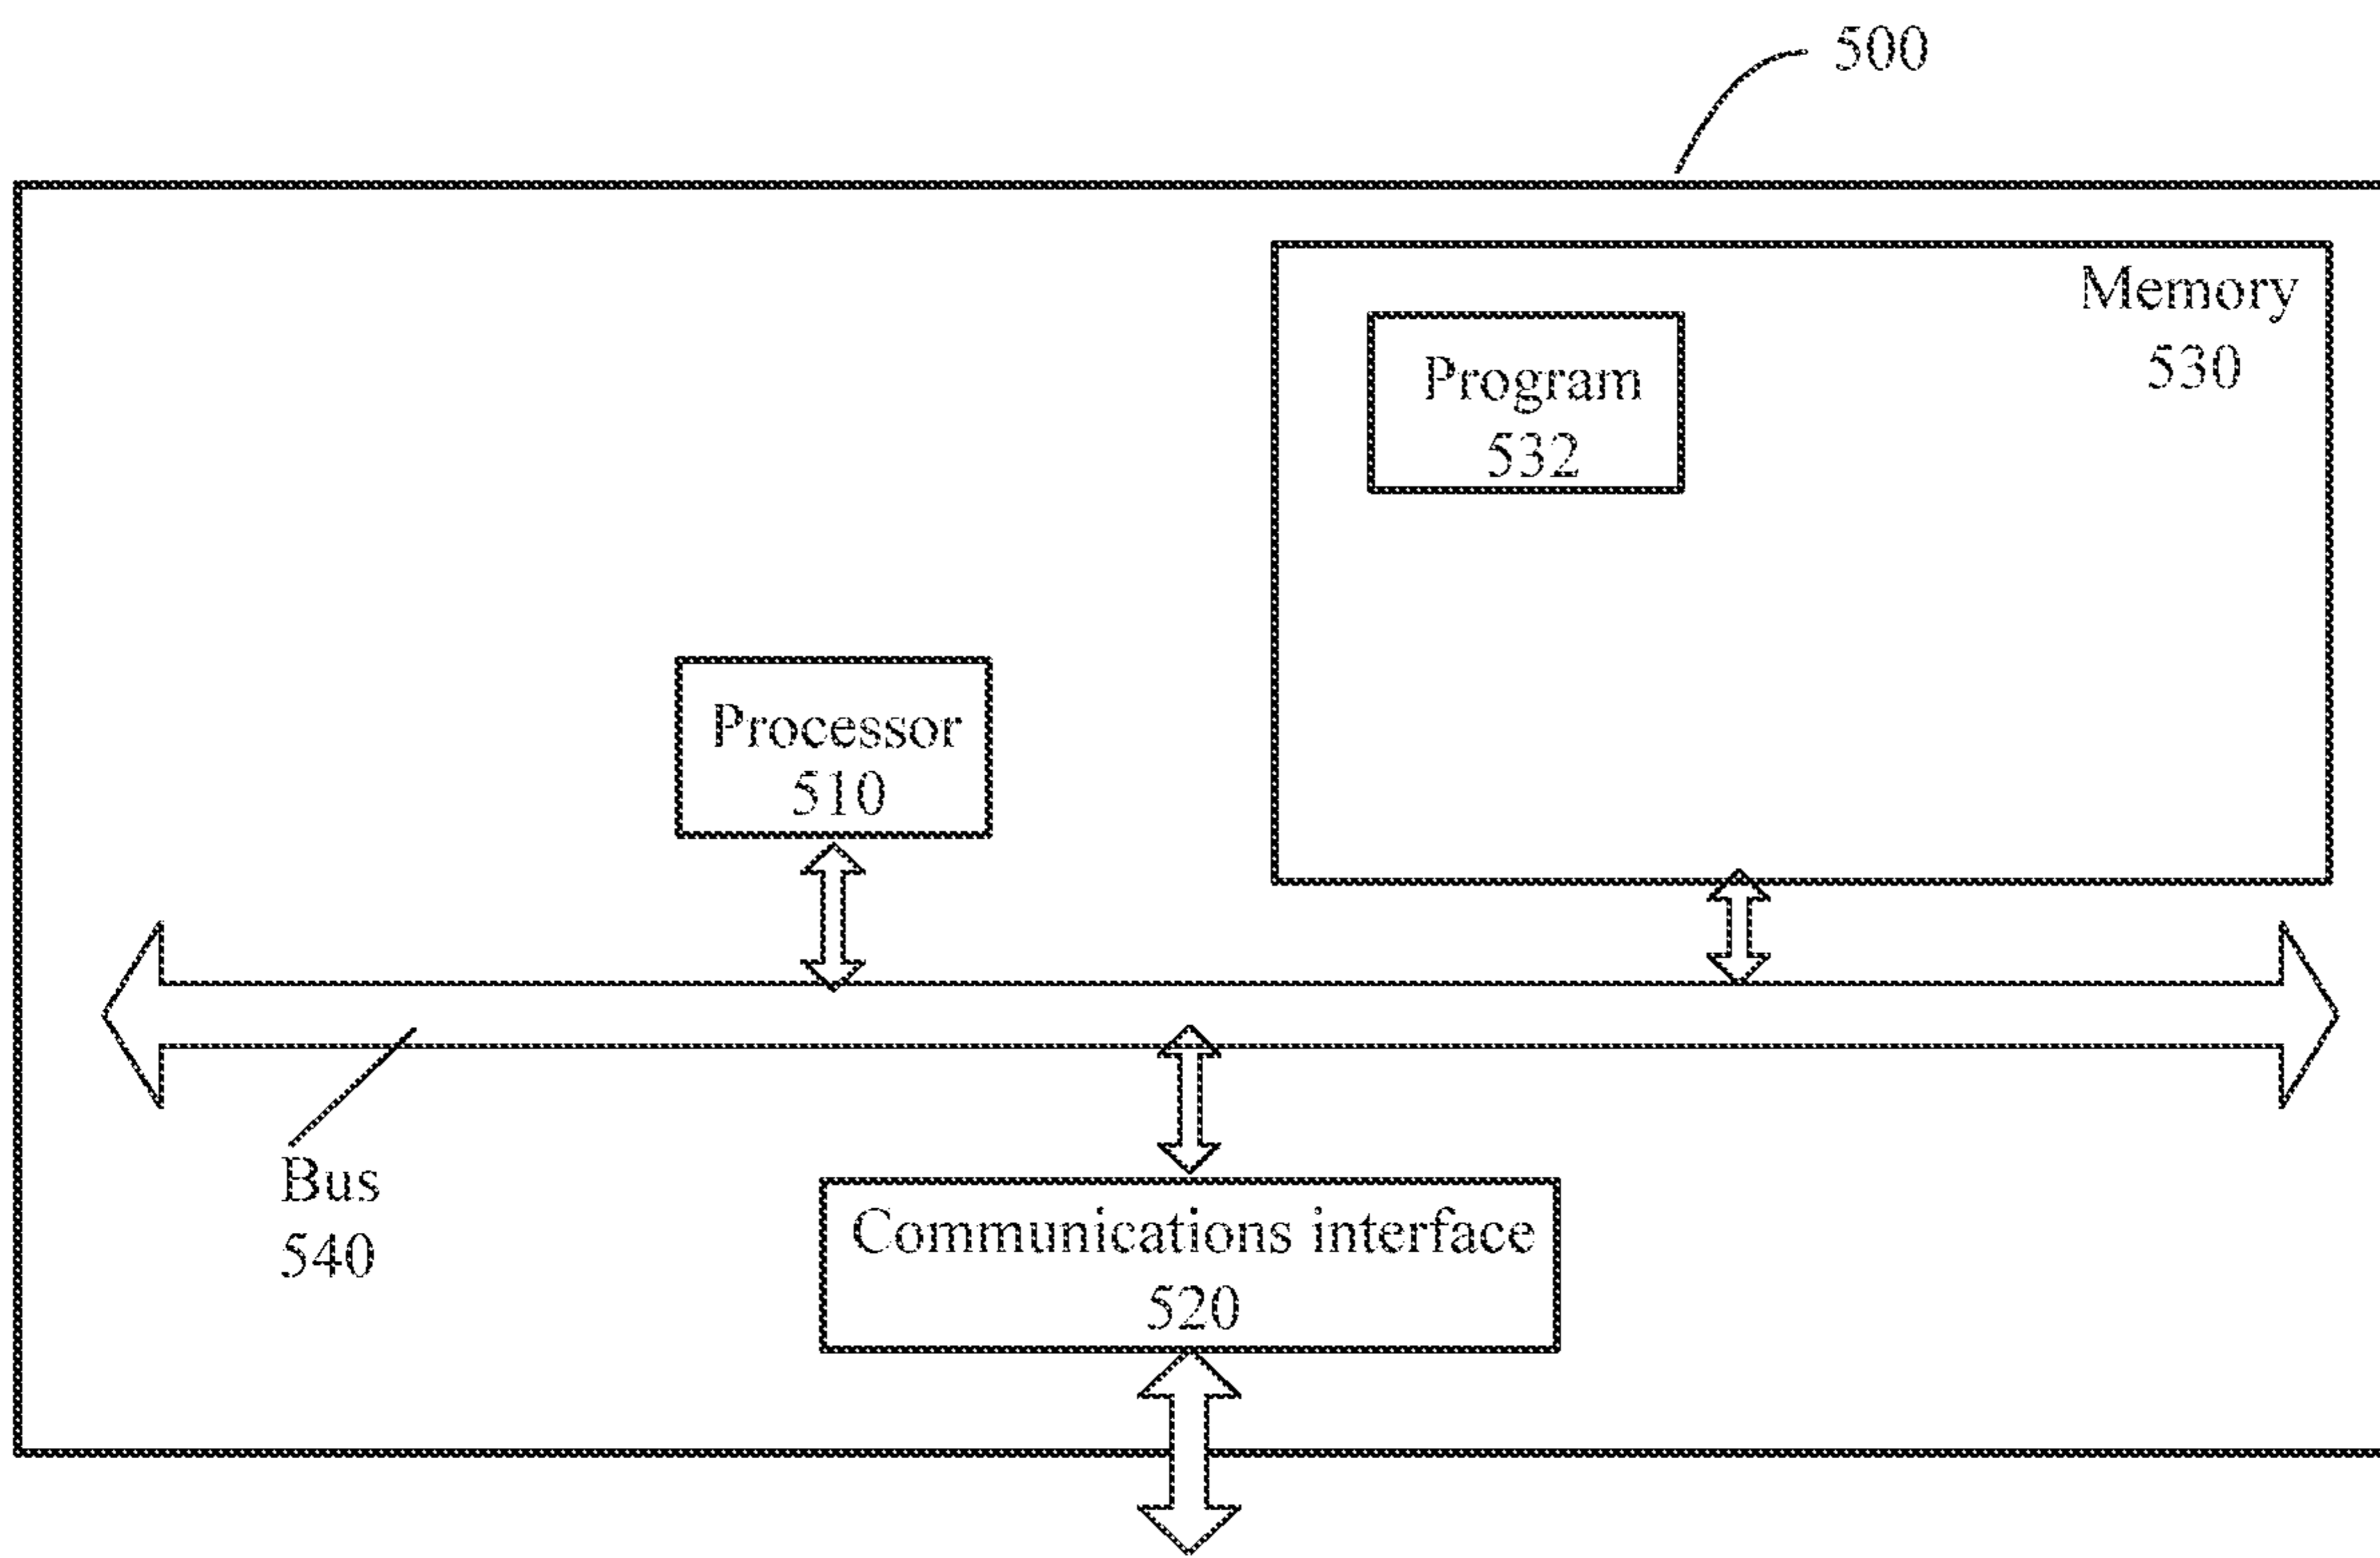 500
Memory
530
Program
532
Processor
510
Bus
540
Communications interface
520